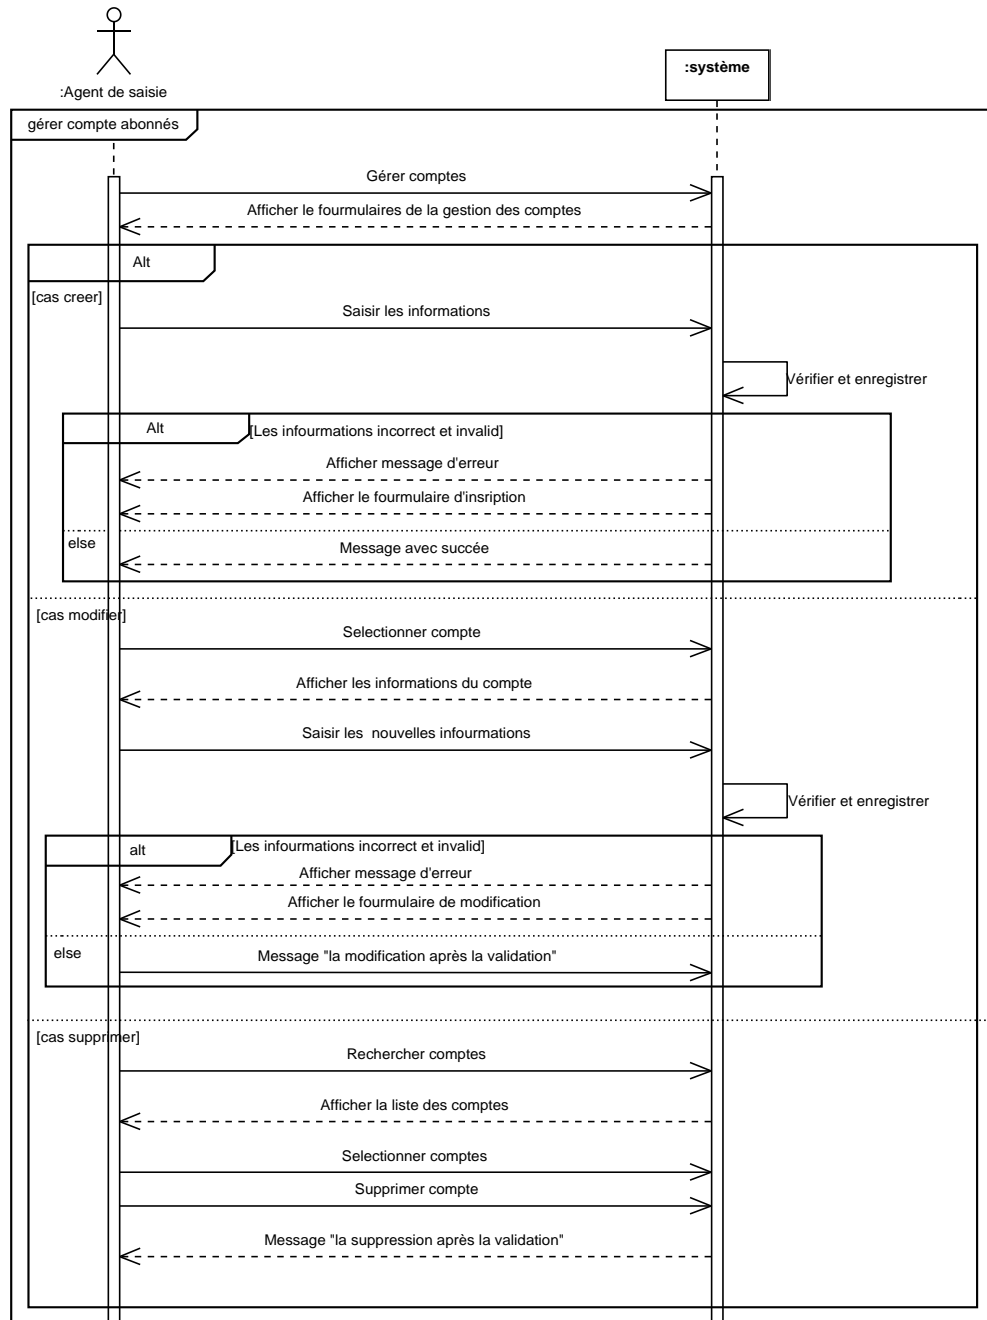 :Agent de saisie
:système
gérer compte abonnés
Gérer comptes
Afficher le fourmulaires de la gestion des comptes
Alt
[cas creer]
Saisir les informations
Vérifier et enregistrer
Alt
[Les infourmations incorrect et invalid]
Afficher message d'erreur
Afficher le fourmulaire d'insription
else
Message avec succée
[cas modifier]
Selectionner compte
Afficher les informations du compte
Saisir les  nouvelles infourmations
Vérifier et enregistrer
alt
[Les infourmations incorrect et invalid]
Afficher message d'erreur
Afficher le fourmulaire de modification
else
Message "la modification après la validation"
[cas supprimer]
Rechercher comptes
Afficher la liste des comptes
Selectionner comptes
Supprimer compte
Message "la suppression après la validation"